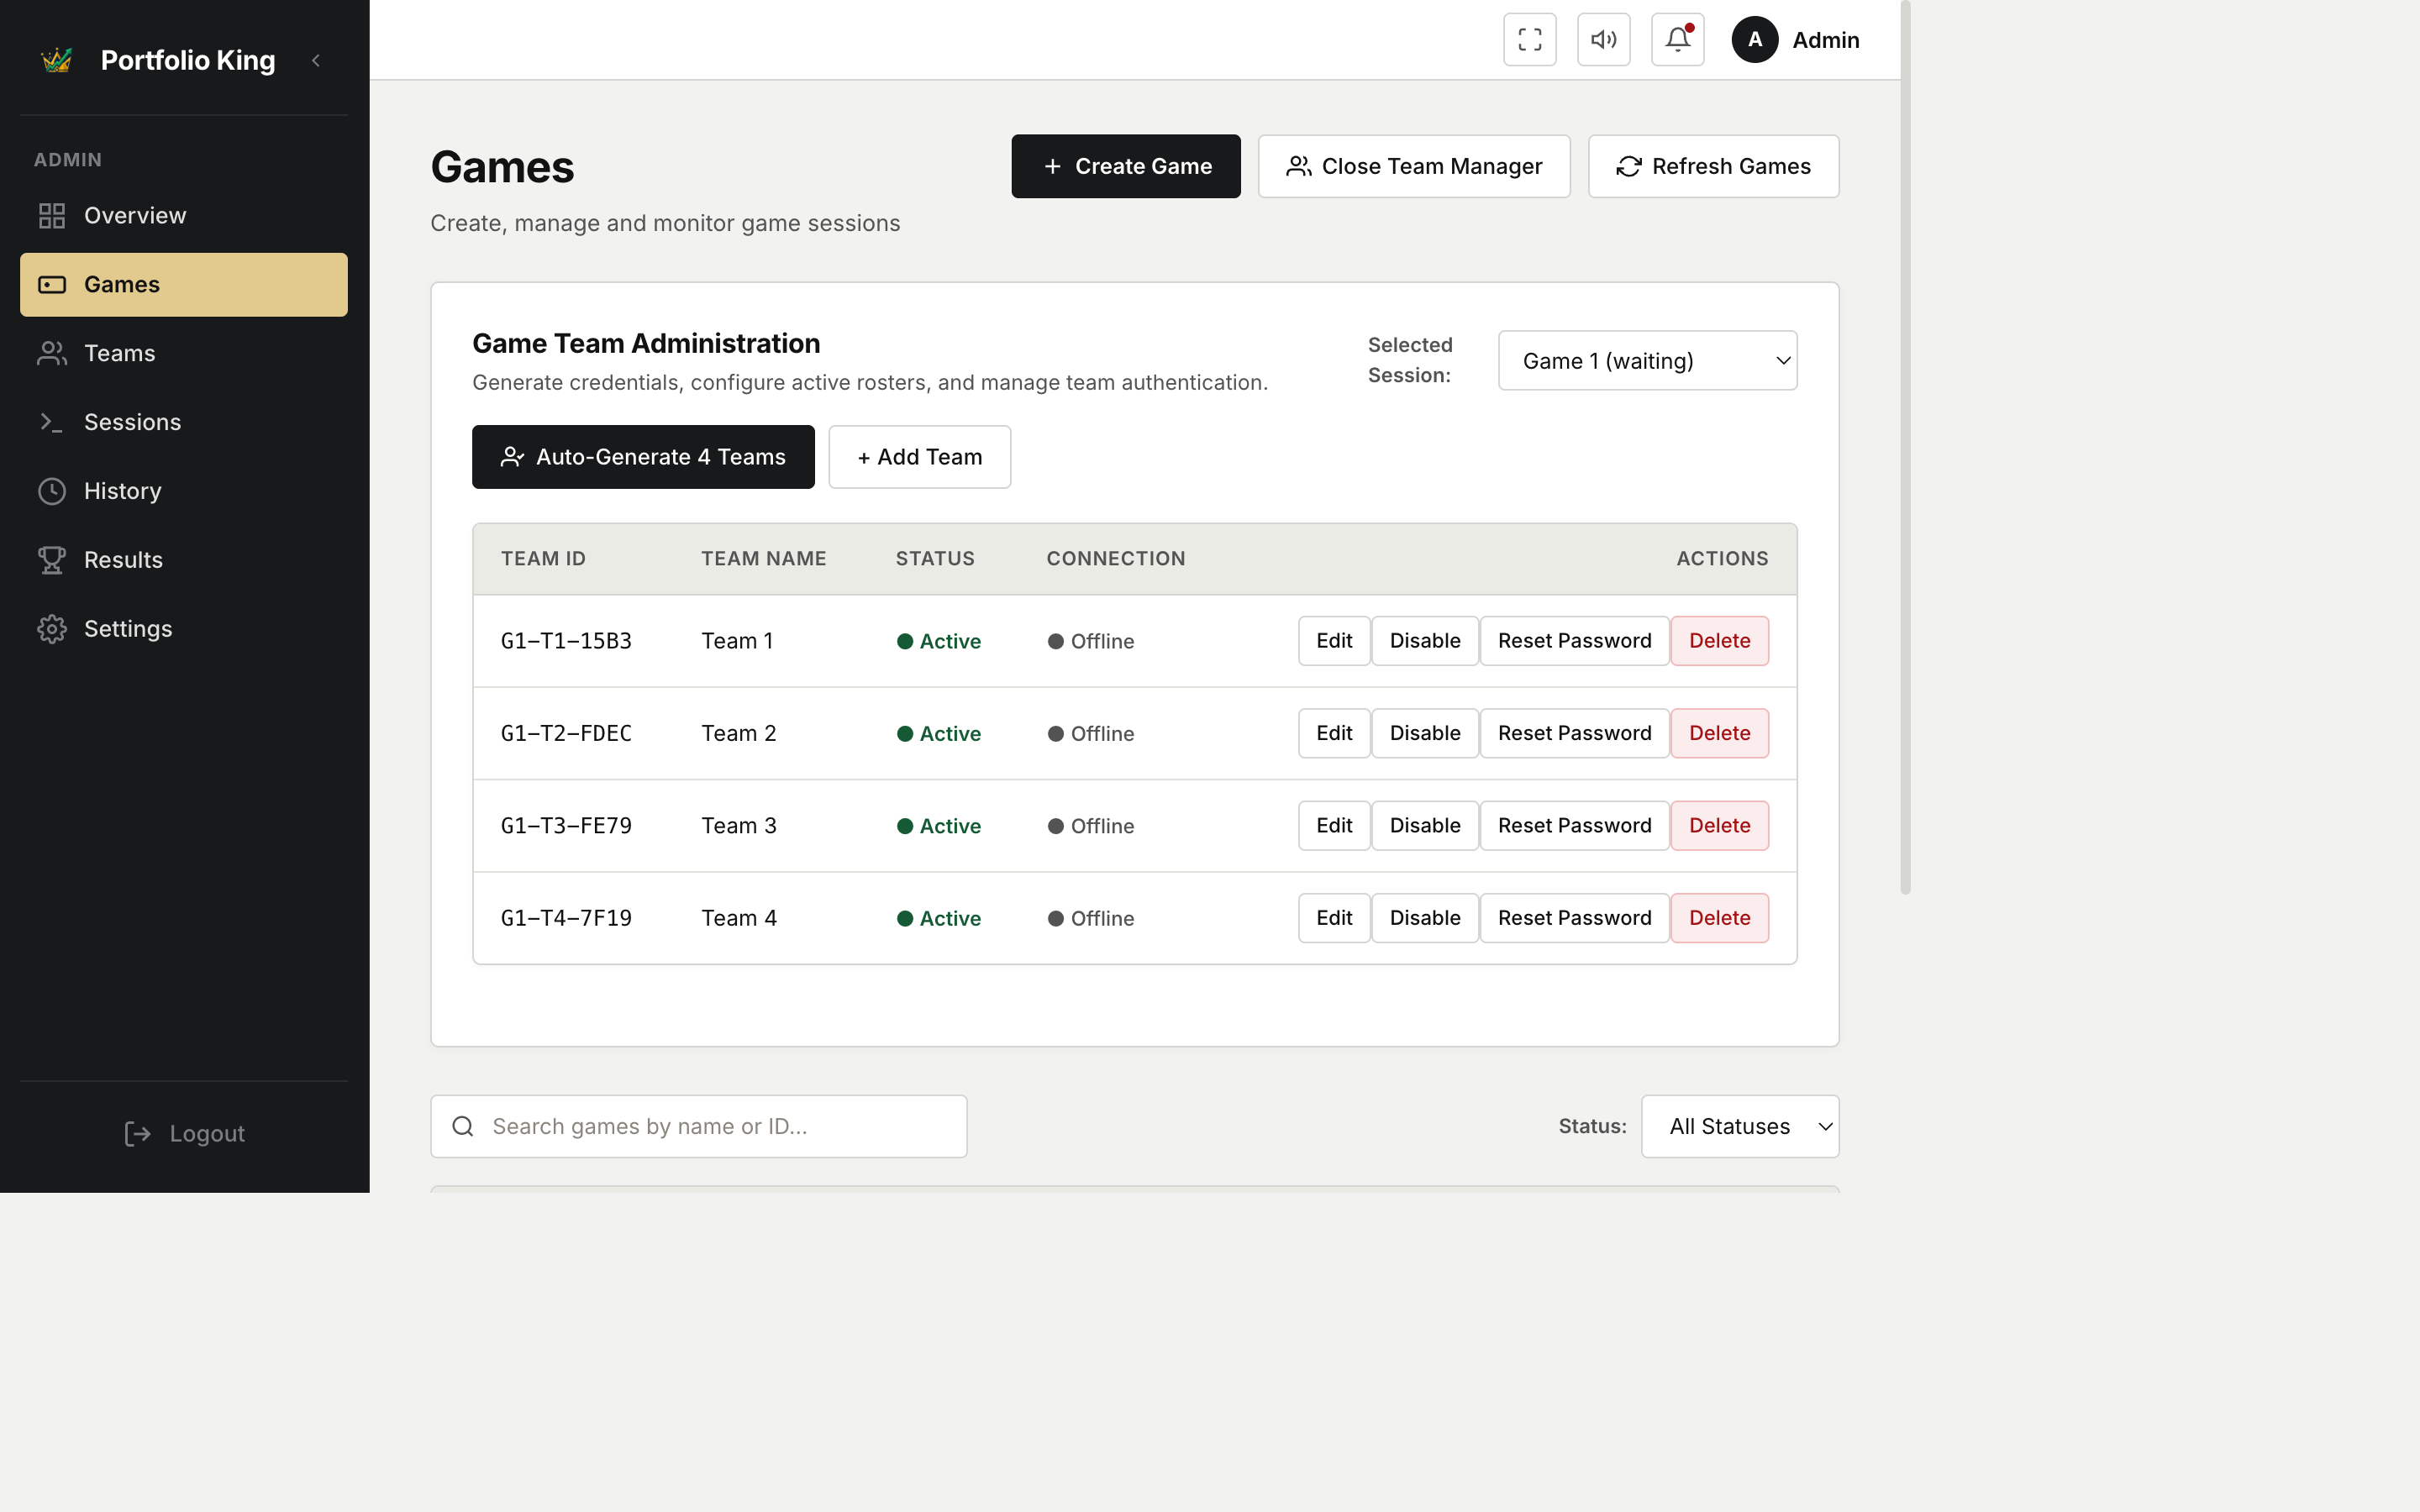 Portfolio King
ADMIN
Overview
Games
Teams
Sessions
History
Results
Settings
Logout
A Admin
Games
Create, manage and monitor game sessions
Create Game
Close Team Manager
Refresh Games
Game Team Administration
Generate credentials, configure active rosters, and manage team authentication.
Selected
Session:
Game 1 (waiting)
Auto-Generate 4 Teams
+ Add Team
TEAM ID TEAM NAME STATUS CONNECTION ACTIONS
G1-T1-15B3 Team 1 Active Offline Edit Disable Reset Password Delete
G1-T2-FDEC Team 2 Active Offline Edit Disable Reset Password Delete
G1-T3-FE79 Team 3 Active Offline Edit Disable Reset Password Delete
G1-T4-7F19 Team 4 Active Offline Edit Disable Reset Password Delete
Search games by name or ID...
Status: All Statuses